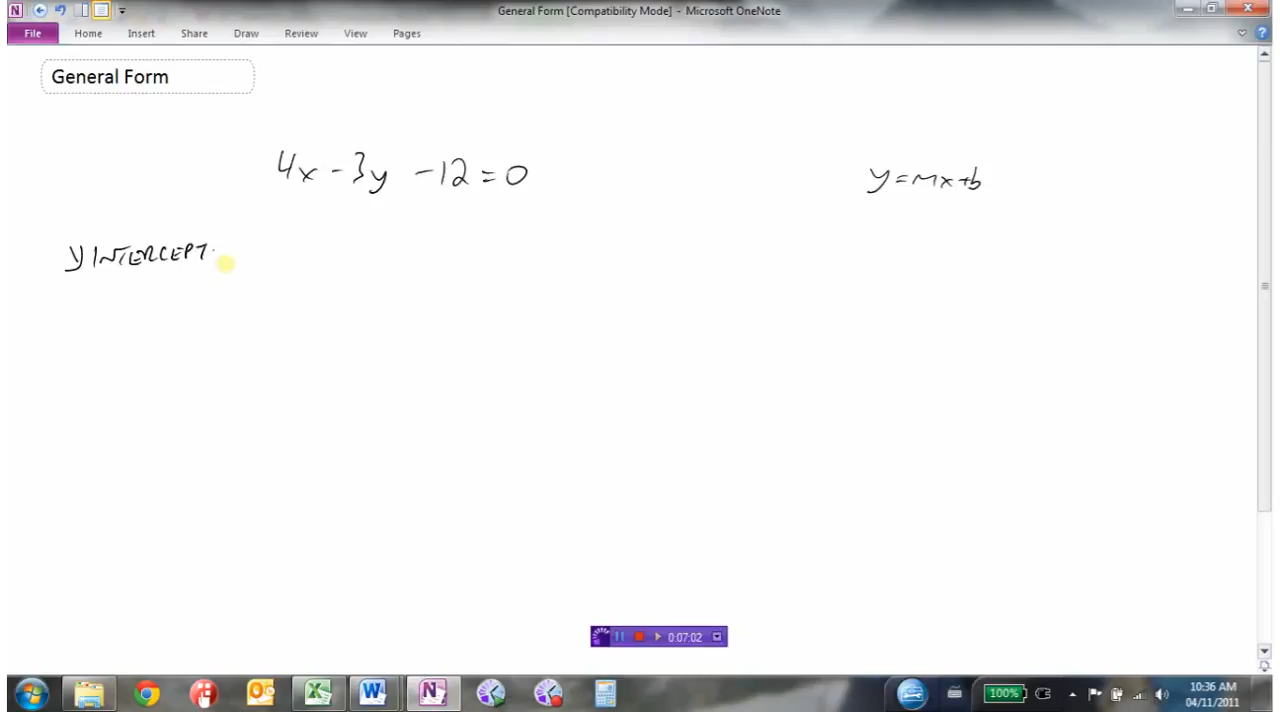 General Form [Compatibility Mode] - Microsoft OneNote
File Home Insert Share Draw Review View Pages
General Form
4x - 3y - 12 = 0
y = mx + b
y INTERCEPT
0:07:02
100%
10:36 AM
04/11/2011